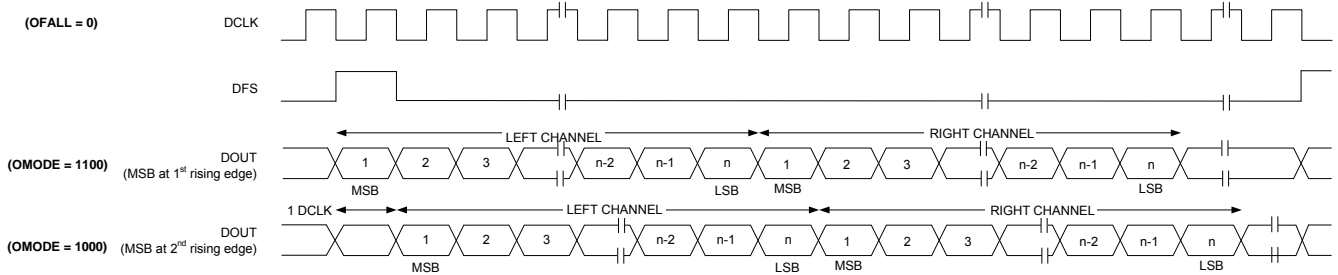 (OFALL = 0) DCLK
DFS
LEFT CHANNEL RIGHT CHANNEL
(OMODE = 1100) DOUT 1 2 3 n-2 n-1 n 1 2 3 n-2 n-1 n
(MSB at 1st rising edge)
MSB LSB MSB LSB
1 DCLK LEFT CHANNEL RIGHT CHANNEL
(OMODE = 1000) DOUT 1 2 3 n-2 n-1 n 1 2 3 n-2 n-1 n
(MSB at 2nd rising edge)
MSB LSB MSB LSB